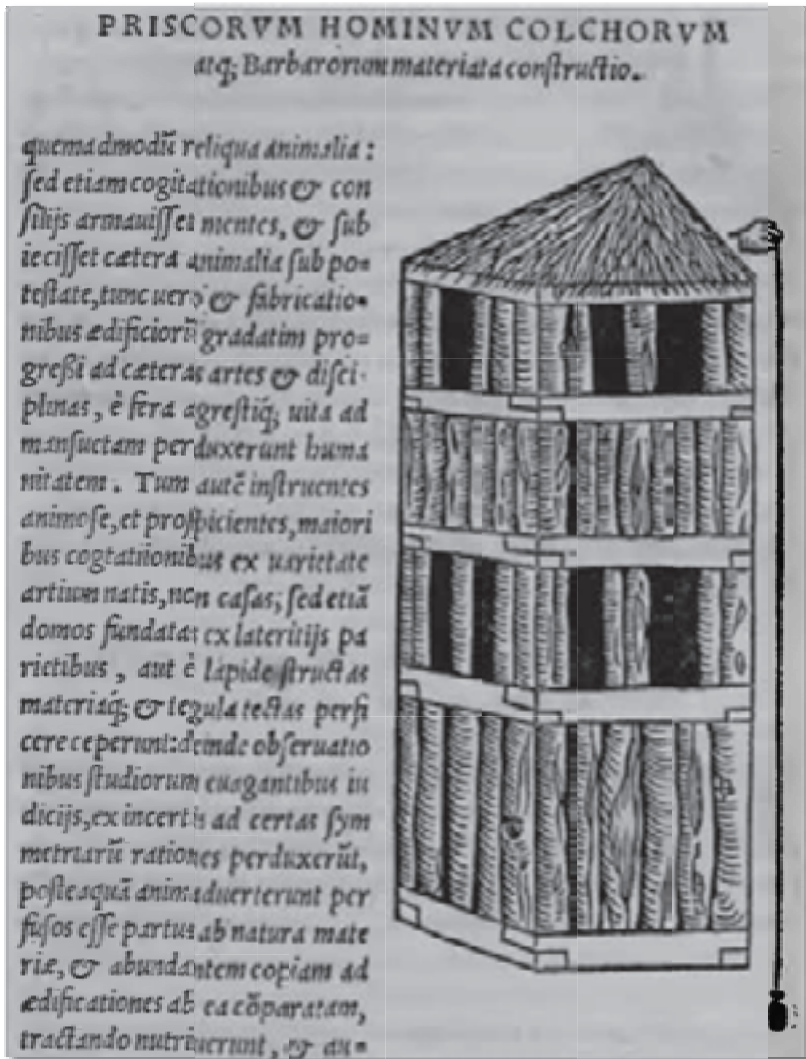 PRISCORVM HOMINVM COLCHORVM
atq; Barbarorum materiata constructio.
quemadmodũ reliqua animalia:
sed etiam cogitationibus & con
silijs armauisset mentes, & sub
iecisset cætera animalia sub po=
testate, tunc uero & fabricatio=
nibus ædificiorũ gradatim pro=
greßi ad cæteras artes & disci-
plinas, è fera agrestiq́; uita ad
mansuetam perduxerunt huma
nitatem. Tum autẽ instruentes
animose, et prospicientes, maiori
bus cogtatiionibus ex uarietate
artium natis, non casas, sed etiã
domos fundatas ex lateritijs pa
rietibus, aut è lapide structas
materiaq́; & tegula tectas perfi
cere ceperunt: deinde obseruatio
nibus studiorum euagantibus iu
dicijs, ex incertis ad certas sym
metriarũ rationes perduxerũt,
posteaquã animaduerterunt per
fusos esse partus ab natura mate
riæ, & abundantem copiam ad
ædificationes ab ea cõparatam,
tractando nutriuerunt, & au=